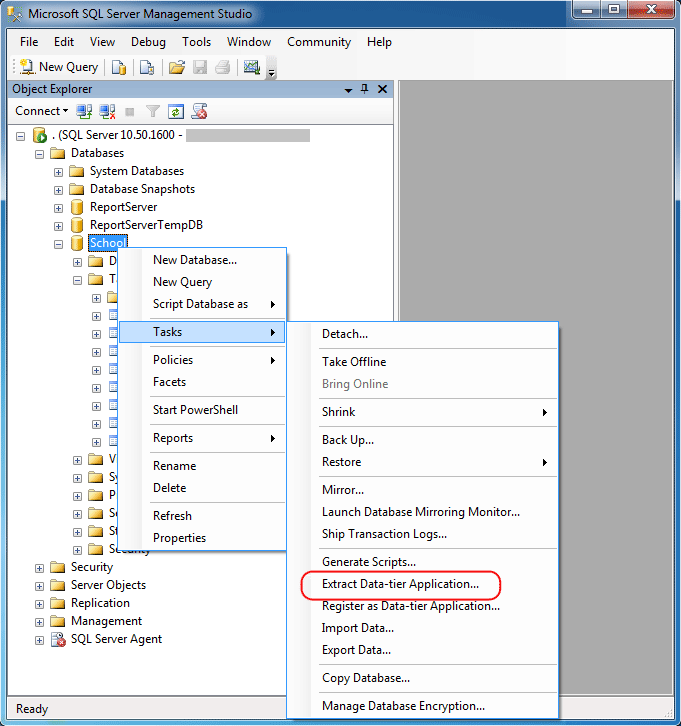 Microsoft SQL Server Management Studio
File Edit View Debug Tools Window Community Help
New Query
Object Explorer
Connect
. (SQL Server 10.50.1600 -
Databases
System Databases
Database Snapshots
ReportServer
ReportServerTempDB
School
New Database...
New Query
Script Database as
Tasks
Policies
Facets
Start PowerShell
Reports
Rename
Delete
Refresh
Properties
Detach...
Take Offline
Bring Online
Shrink
Back Up...
Restore
Mirror...
Launch Database Mirroring Monitor...
Ship Transaction Logs...
Generate Scripts...
Extract Data-tier Application...
Register as Data-tier Application...
Import Data...
Export Data...
Copy Database...
Manage Database Encryption...
Security
Security
Server Objects
Replication
Management
SQL Server Agent
Ready